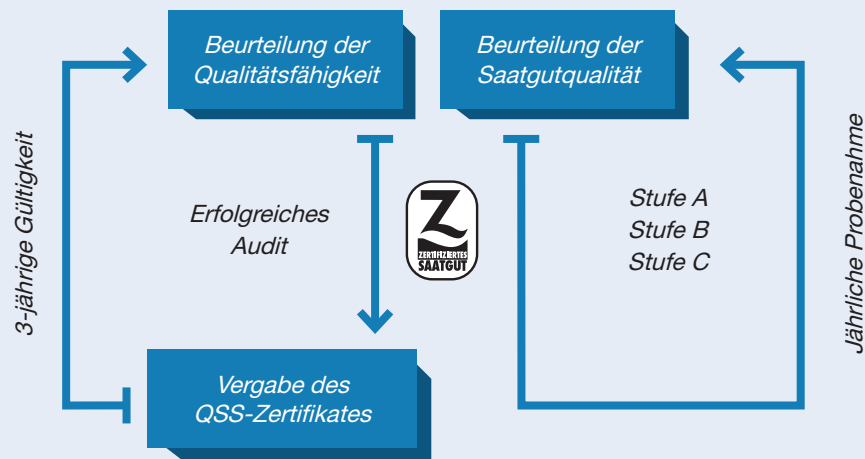 Beurteilung der
Qualitätsfähigkeit
Beurteilung der
Saatgutqualität
3-jährige Gültigkeit
Erfolgreiches
Audit
Z
ZERTIFIZIERTES
SAATGUT
Stufe A
Stufe B
Stufe C
Jährliche Probenahme
Vergabe des
QSS-Zertifikates